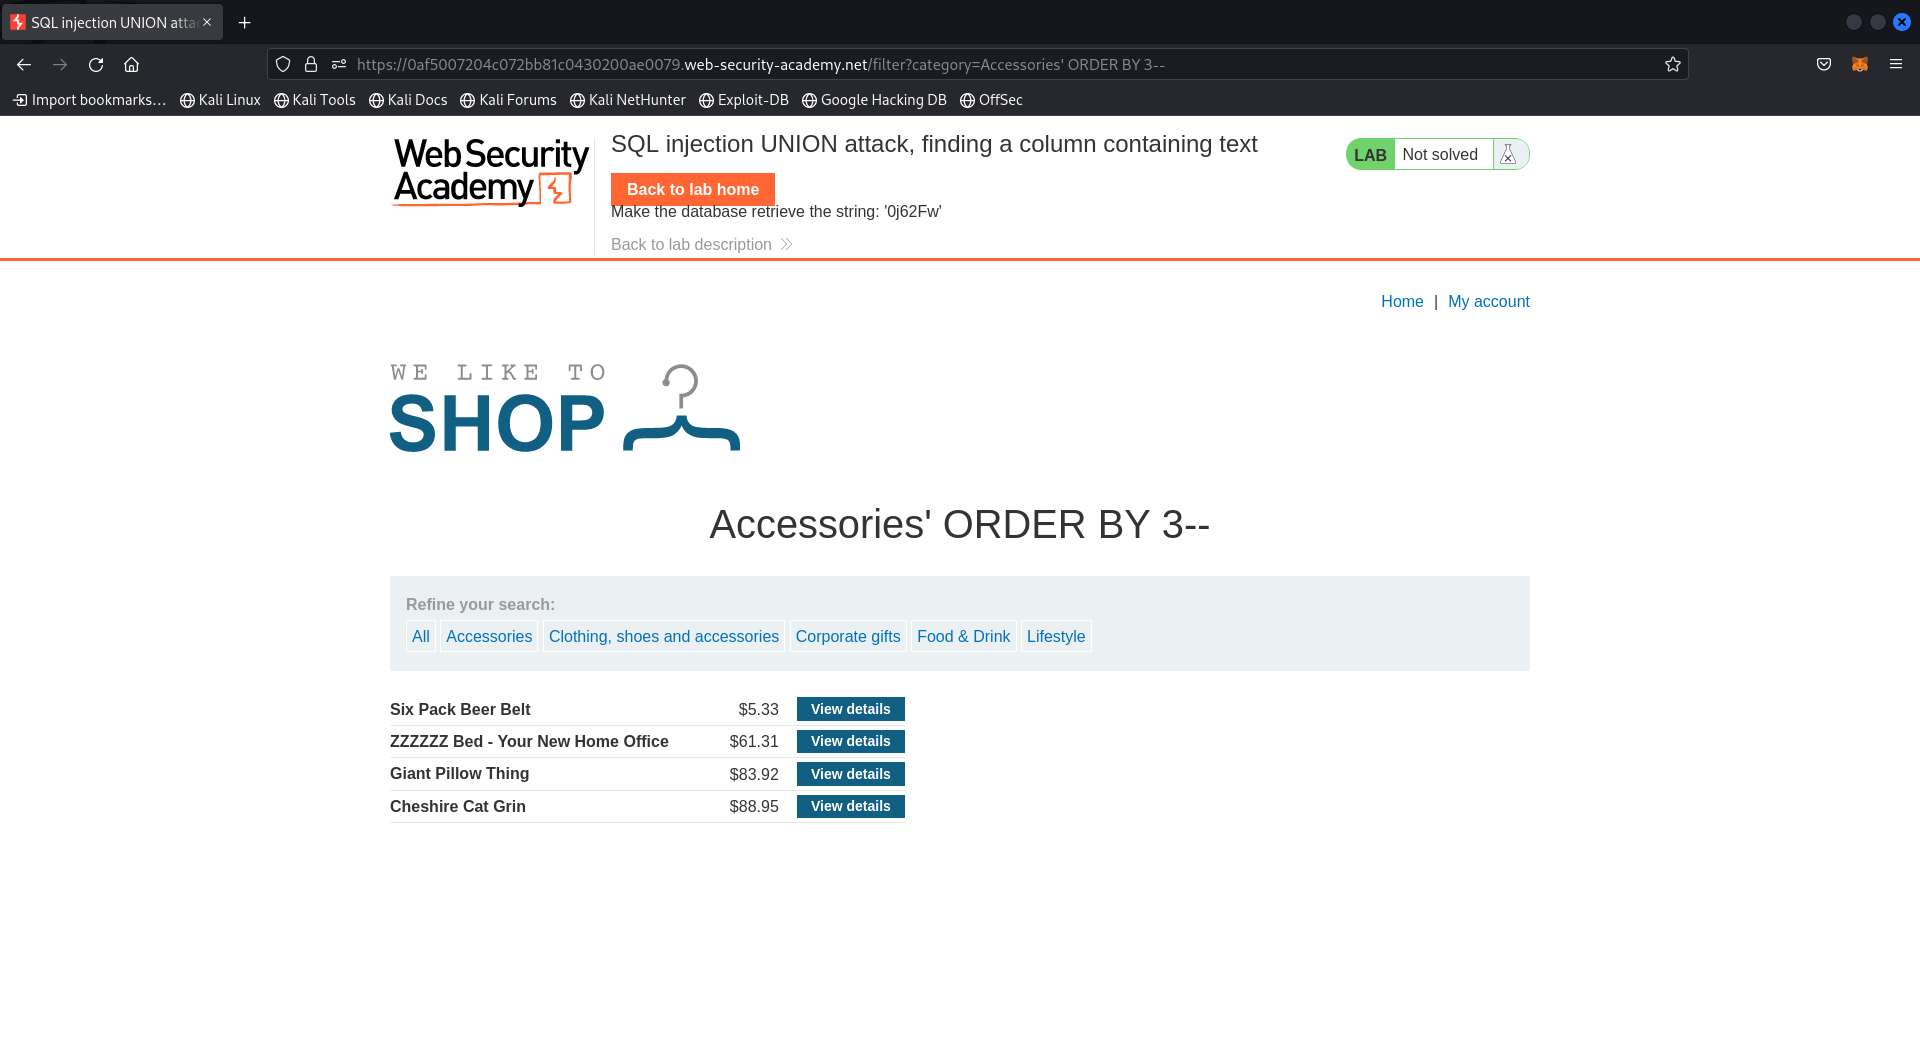 SQL injection UNION atta
https://0af5007204c072bb81c0430200ae0079.web-security-academy.net/filter?category=Accessories' ORDER BY 3--
Import bookmarks... Kali Linux Kali Tools Kali Docs Kali Forums Kali NetHunter Exploit-DB Google Hacking DB OffSec
WebSecurity
Academy
SQL injection UNION attack, finding a column containing text
LAB Not solved
Back to lab home
Make the database retrieve the string: '0j62Fw'
Back to lab description
Home | My account
WE LIKE TO
SHOP
Accessories' ORDER BY 3--
Refine your search:
All Accessories Clothing, shoes and accessories Corporate gifts Food & Drink Lifestyle
Six Pack Beer Belt $5.33 View details
ZZZZZZ Bed - Your New Home Office $61.31 View details
Giant Pillow Thing $83.92 View details
Cheshire Cat Grin $88.95 View details